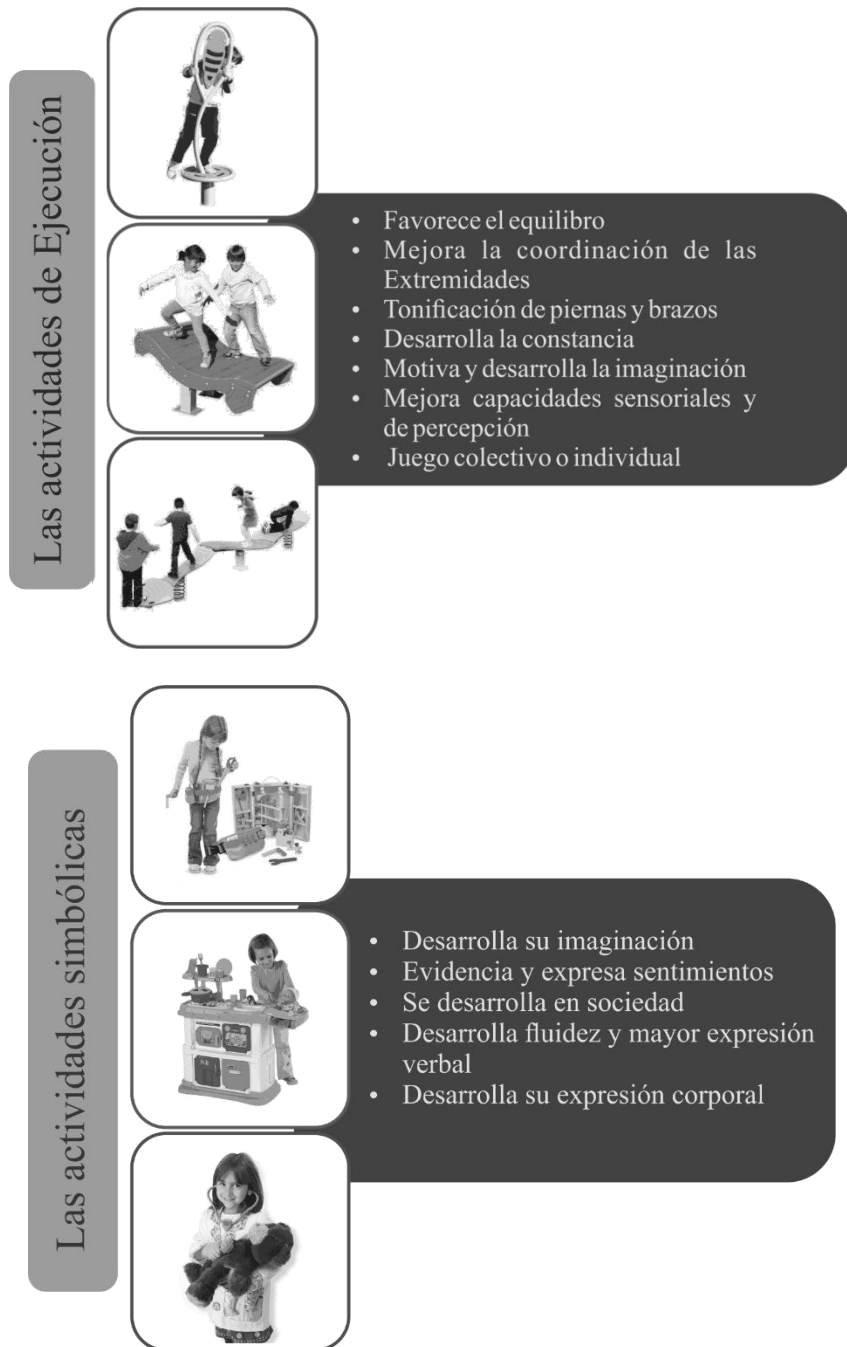 Las actividades de Ejecución
• Favorece el equilibro
• Mejora la coordinación de las
Extremidades
• Tonificación de piernas y brazos
• Desarrolla la constancia
• Motiva y desarrolla la imaginación
• Mejora capacidades sensoriales y
de percepción
• Juego colectivo o individual
Las actividades simbólicas
• Desarrolla su imaginación
• Evidencia y expresa sentimientos
• Se desarrolla en sociedad
• Desarrolla fluidez y mayor expresión
verbal
• Desarrolla su expresión corporal